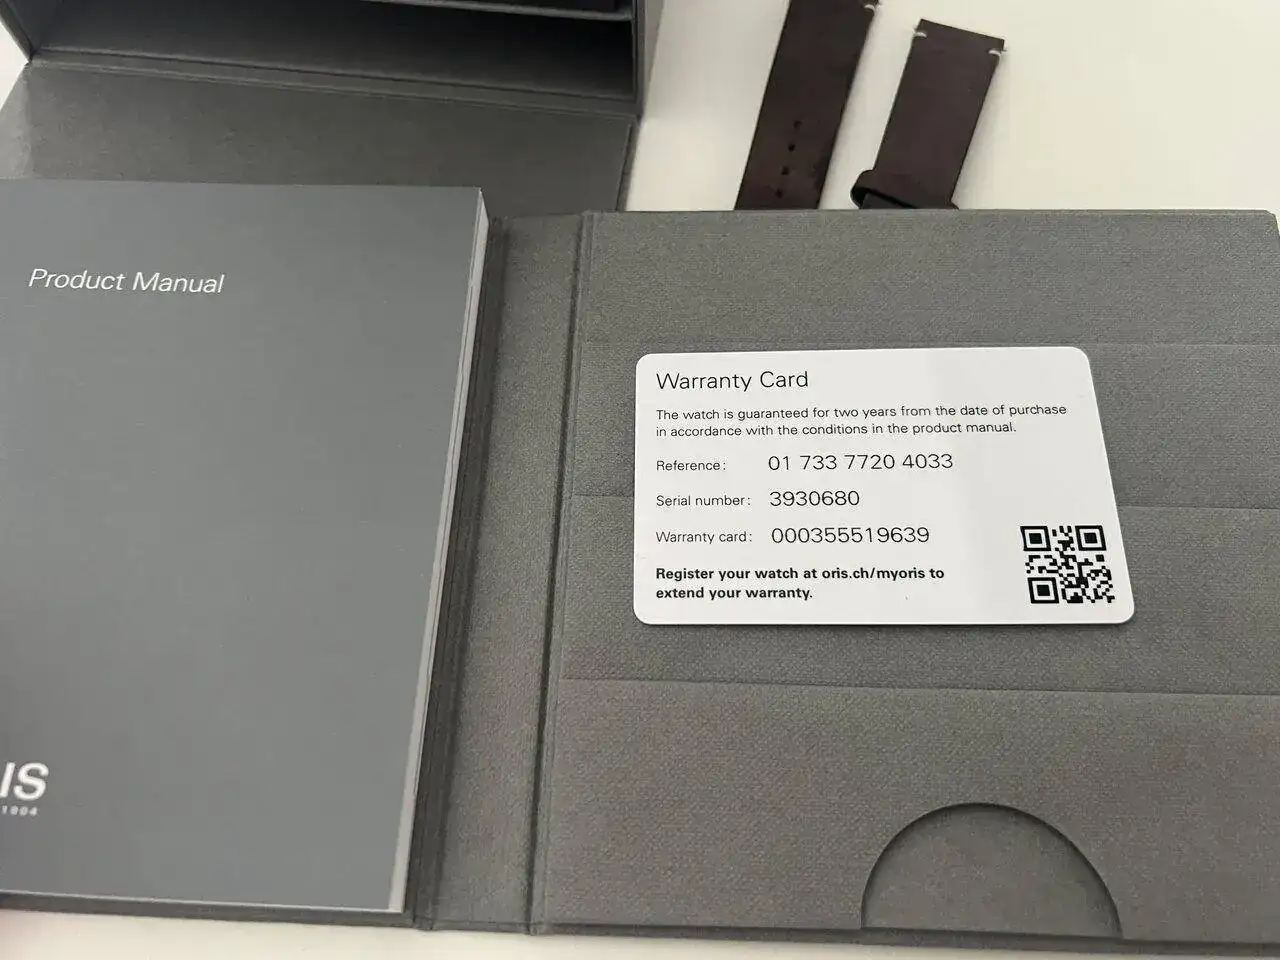 Product Manual
IS
1904
Warranty Card
The watch is guaranteed for two years from the date of purchase
in accordance with the conditions in the product manual.
Reference: 01 733 7720 4033
Serial number: 3930680
Warranty card: 000355519639
Register your watch at oris.ch/myoris to
extend your warranty.